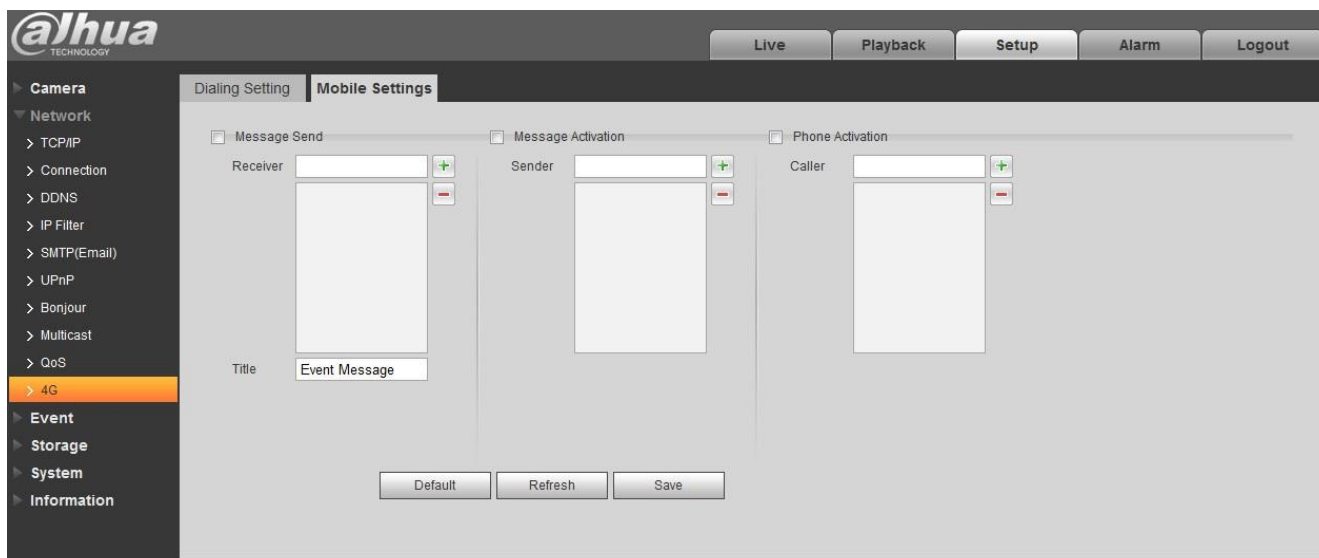 alhua
TECHNOLOGY
Live
Playback
Setup
Alarm
Logout
Camera
Network
TCP/IP
Connection
DDNS
IP Filter
SMTP(Email)
UPnP
Bonjour
Multicast
QoS
4G
Event
Storage
System
Information
Dialing Setting
Mobile Settings
Message Send
Receiver
Title
Event Message
Message Activation
Sender
Phone Activation
Caller
Default
Refresh
Save